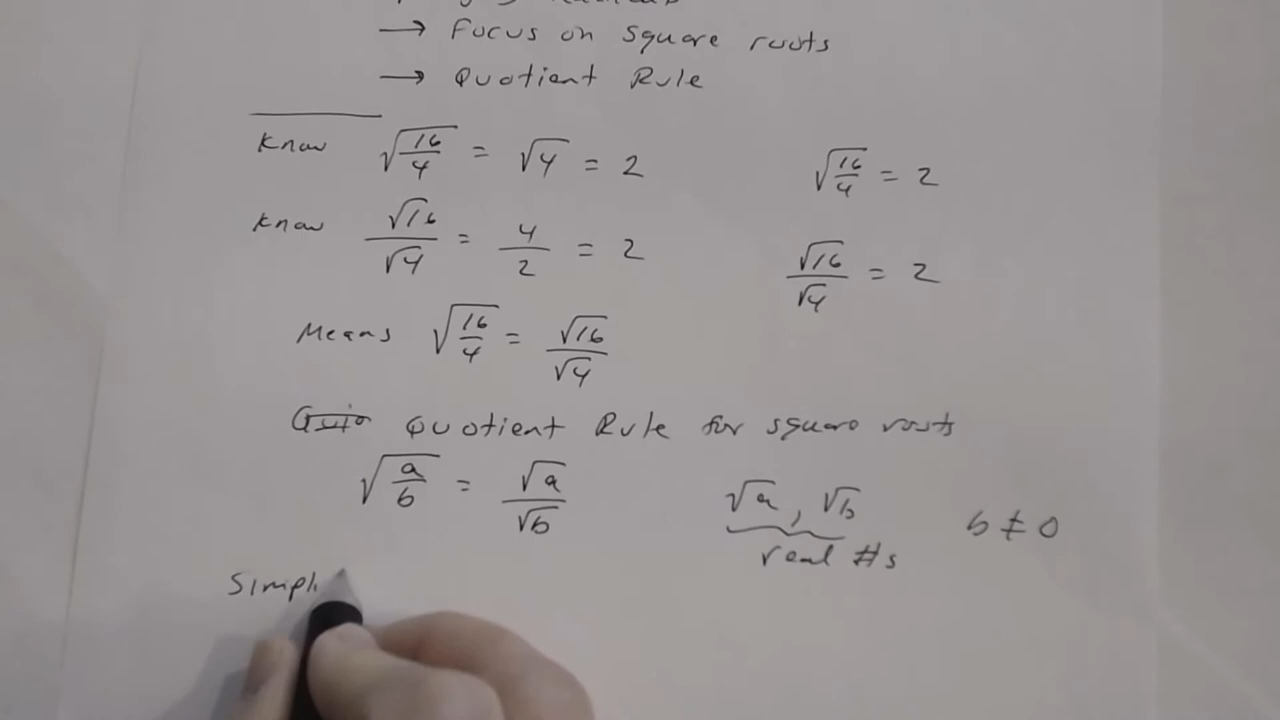 → Focus on square roots
→ Quotient Rule
Know √(16/4) = √4 = 2
√(16/4) = 2
Know √16/√4 = 4/2 = 2
√16/√4 = 2
Means √(16/4) = √16/√4
Quotient Rule for square roots
√(a/b) = √a/√b
√a, √b b ≠ 0
real #s
Simpl